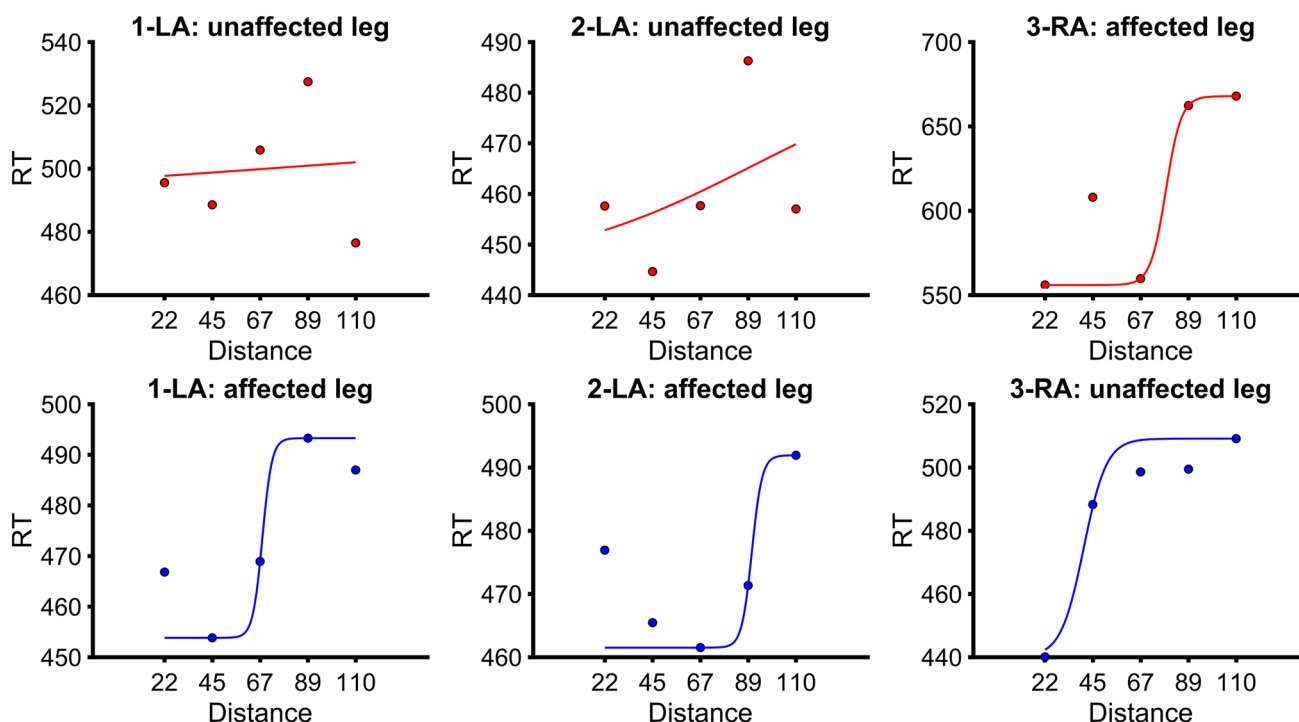 1-LA: unaffected leg
540
520
500
480
460
RT
22 45 67 89 110
Distance
2-LA: unaffected leg
490
480
470
460
450
440
RT
22 45 67 89 110
Distance
3-RA: affected leg
700
650
600
550
RT
22 45 67 89 110
Distance
1-LA: affected leg
500
490
480
470
460
450
RT
22 45 67 89 110
Distance
2-LA: affected leg
500
490
480
470
460
RT
22 45 67 89 110
Distance
3-RA: unaffected leg
520
500
480
460
440
RT
22 45 67 89 110
Distance